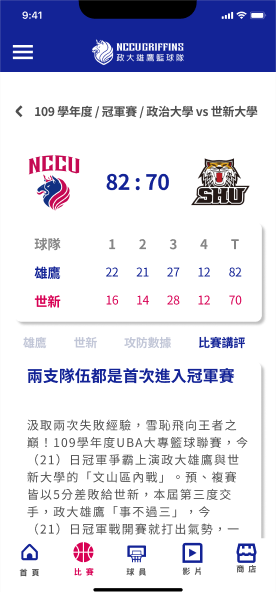 9:41
NCCU GRIFFINS
政大雄鷹籃球隊
109 學年度 / 冠軍賽 / 政治大學 vs 世新大學
NCCU
82 : 70
SHU
球隊 1 2 3 4 T
雄鷹 22 21 27 12 82
世新 16 14 28 12 70
雄鷹 世新 攻防數據 比賽講評
兩支隊伍都是首次進入冠軍賽
汲取兩次失敗經驗，雪恥飛向王者之
巔！109學年度UBA大專籃球聯賽，今
（21）日冠軍爭霸上演政大雄鷹與世
新大學的「文山區內戰」。預、複賽
皆以5分差敗給世新，本屆第三度交
手，政大雄鷹「事不過三」，今
（21）日冠軍戰開賽就打出氣勢，一
首頁 比賽 球員 影片 商店